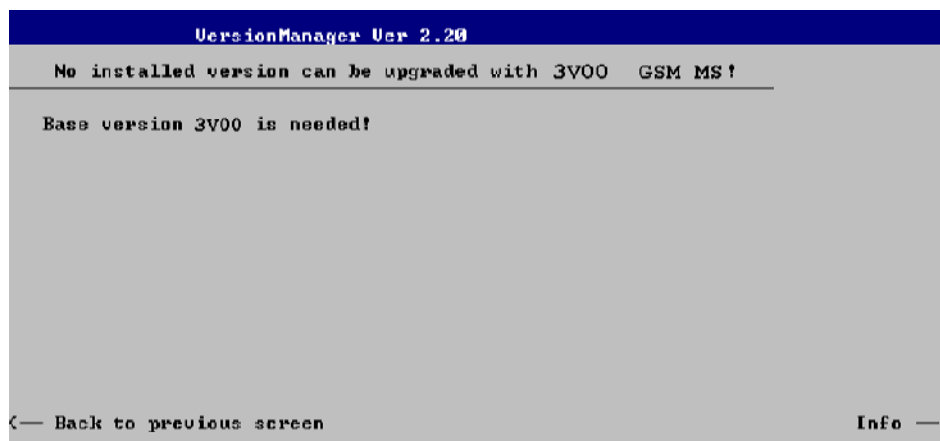 VersionManager Ver 2.20
No installed version can be upgraded with 3V00 GSM MS!
Base version 3V00 is needed!
<— Back to previous screen
Info —